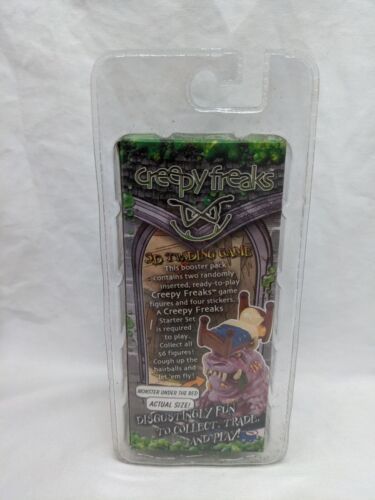 creepy freaks
3D TRADING GAME
This booster pack
contains two randomly
inserted, ready-to-play
Creepy Freaks™ game
figures and four stickers.
A Creepy Freaks
Starter Set
is required
to play.
Collect all
56 figures!
Cough up the
hairballs and
let 'em fly!
MONSTER UNDER THE BED
ACTUAL SIZE!
DISGUSTINGLY FUN
TO COLLECT, TRADE,
AND PLAY!